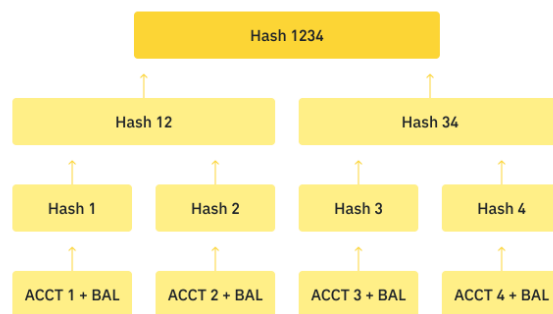 Hash 1234
Hash 12
Hash 34
Hash 1
Hash 2
Hash 3
Hash 4
ACCT 1 + BAL
ACCT 2 + BAL
ACCT 3 + BAL
ACCT 4 + BAL